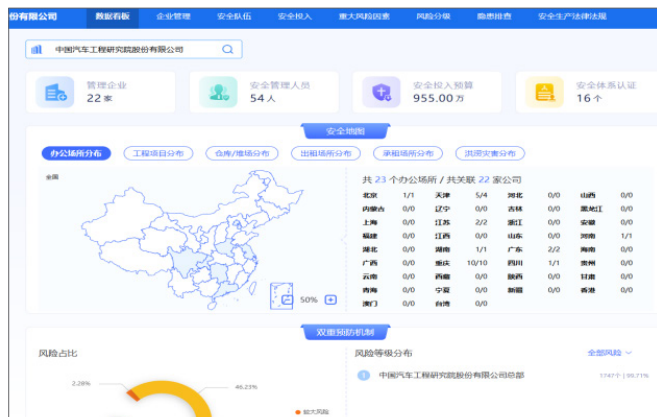 份有限公司 数据看板 企业管理 安全队伍 安全投入 重大风险因素 风险分级 隐患排查 安全生产法律法规
中国汽车工程研究院股份有限公司
管理企业 安全管理人员 安全投入预算 安全体系认证
22家 54人 955.00万 16个
安全地图
办公场所分布 工程项目分布 仓库/堆场分布 出租场所分布 承租场所分布 洪涝灾害分布
全国
共 23 个办公场所 / 共关联 22 家公司
北京 1/1 天津 5/4 河北 0/0 山西 0/0
内蒙古 0/0 辽宁 0/0 吉林 0/0 黑龙江 0/0
上海 0/0 江苏 2/2 浙江 0/0 安徽 0/0
福建 0/0 江西 0/0 山东 0/0 河南 1/1
湖北 0/0 湖南 1/1 广东 2/2 海南 0/0
广西 0/0 重庆 10/10 四川 1/1 贵州 0/0
云南 0/0 西藏 0/0 陕西 0/0 甘肃 0/0
青海 0/0 宁夏 0/0 新疆 0/0 香港 0/0
澳门 0/0 台湾 0/0
50%
双重预防机制
风险占比
2.28%
46.23%
重大风险
风险等级分布 全部风险
1 中国汽车工程研究院股份有限公司总部 1747个 | 99.71%